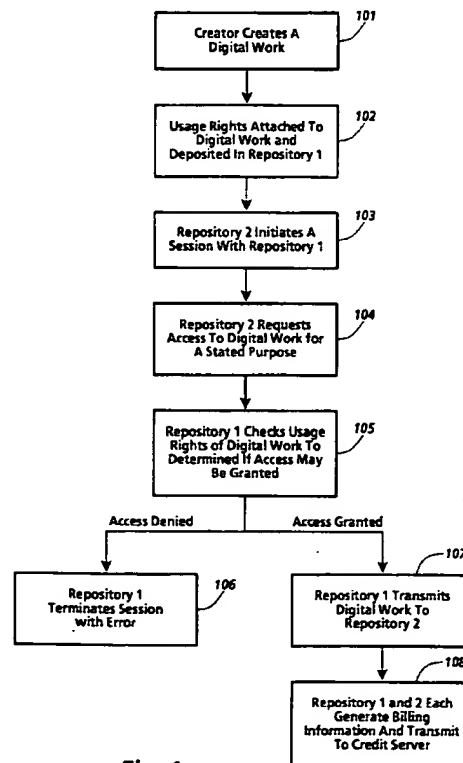 101
Creator Creates A
Digital Work
102
Usage Rights Attached To
Digital Work and
Deposited In Repository 1
103
Repository 2 Initiates A
Session With Repository 1
104
Repository 2 Requests
Access To Digital Work for
A Stated Purpose
105
Repository 1 Checks Usage
Rights of Digital Work To
Determined If Access May
Be Granted
Access Denied
Access Granted
106
Repository 1
Terminates Session
with Error
107
Repository 1 Transmits
Digital Work To
Repository 2
108
Repository 1 and 2 Each
Generate Billing
Information And Transmit
To Credit Server